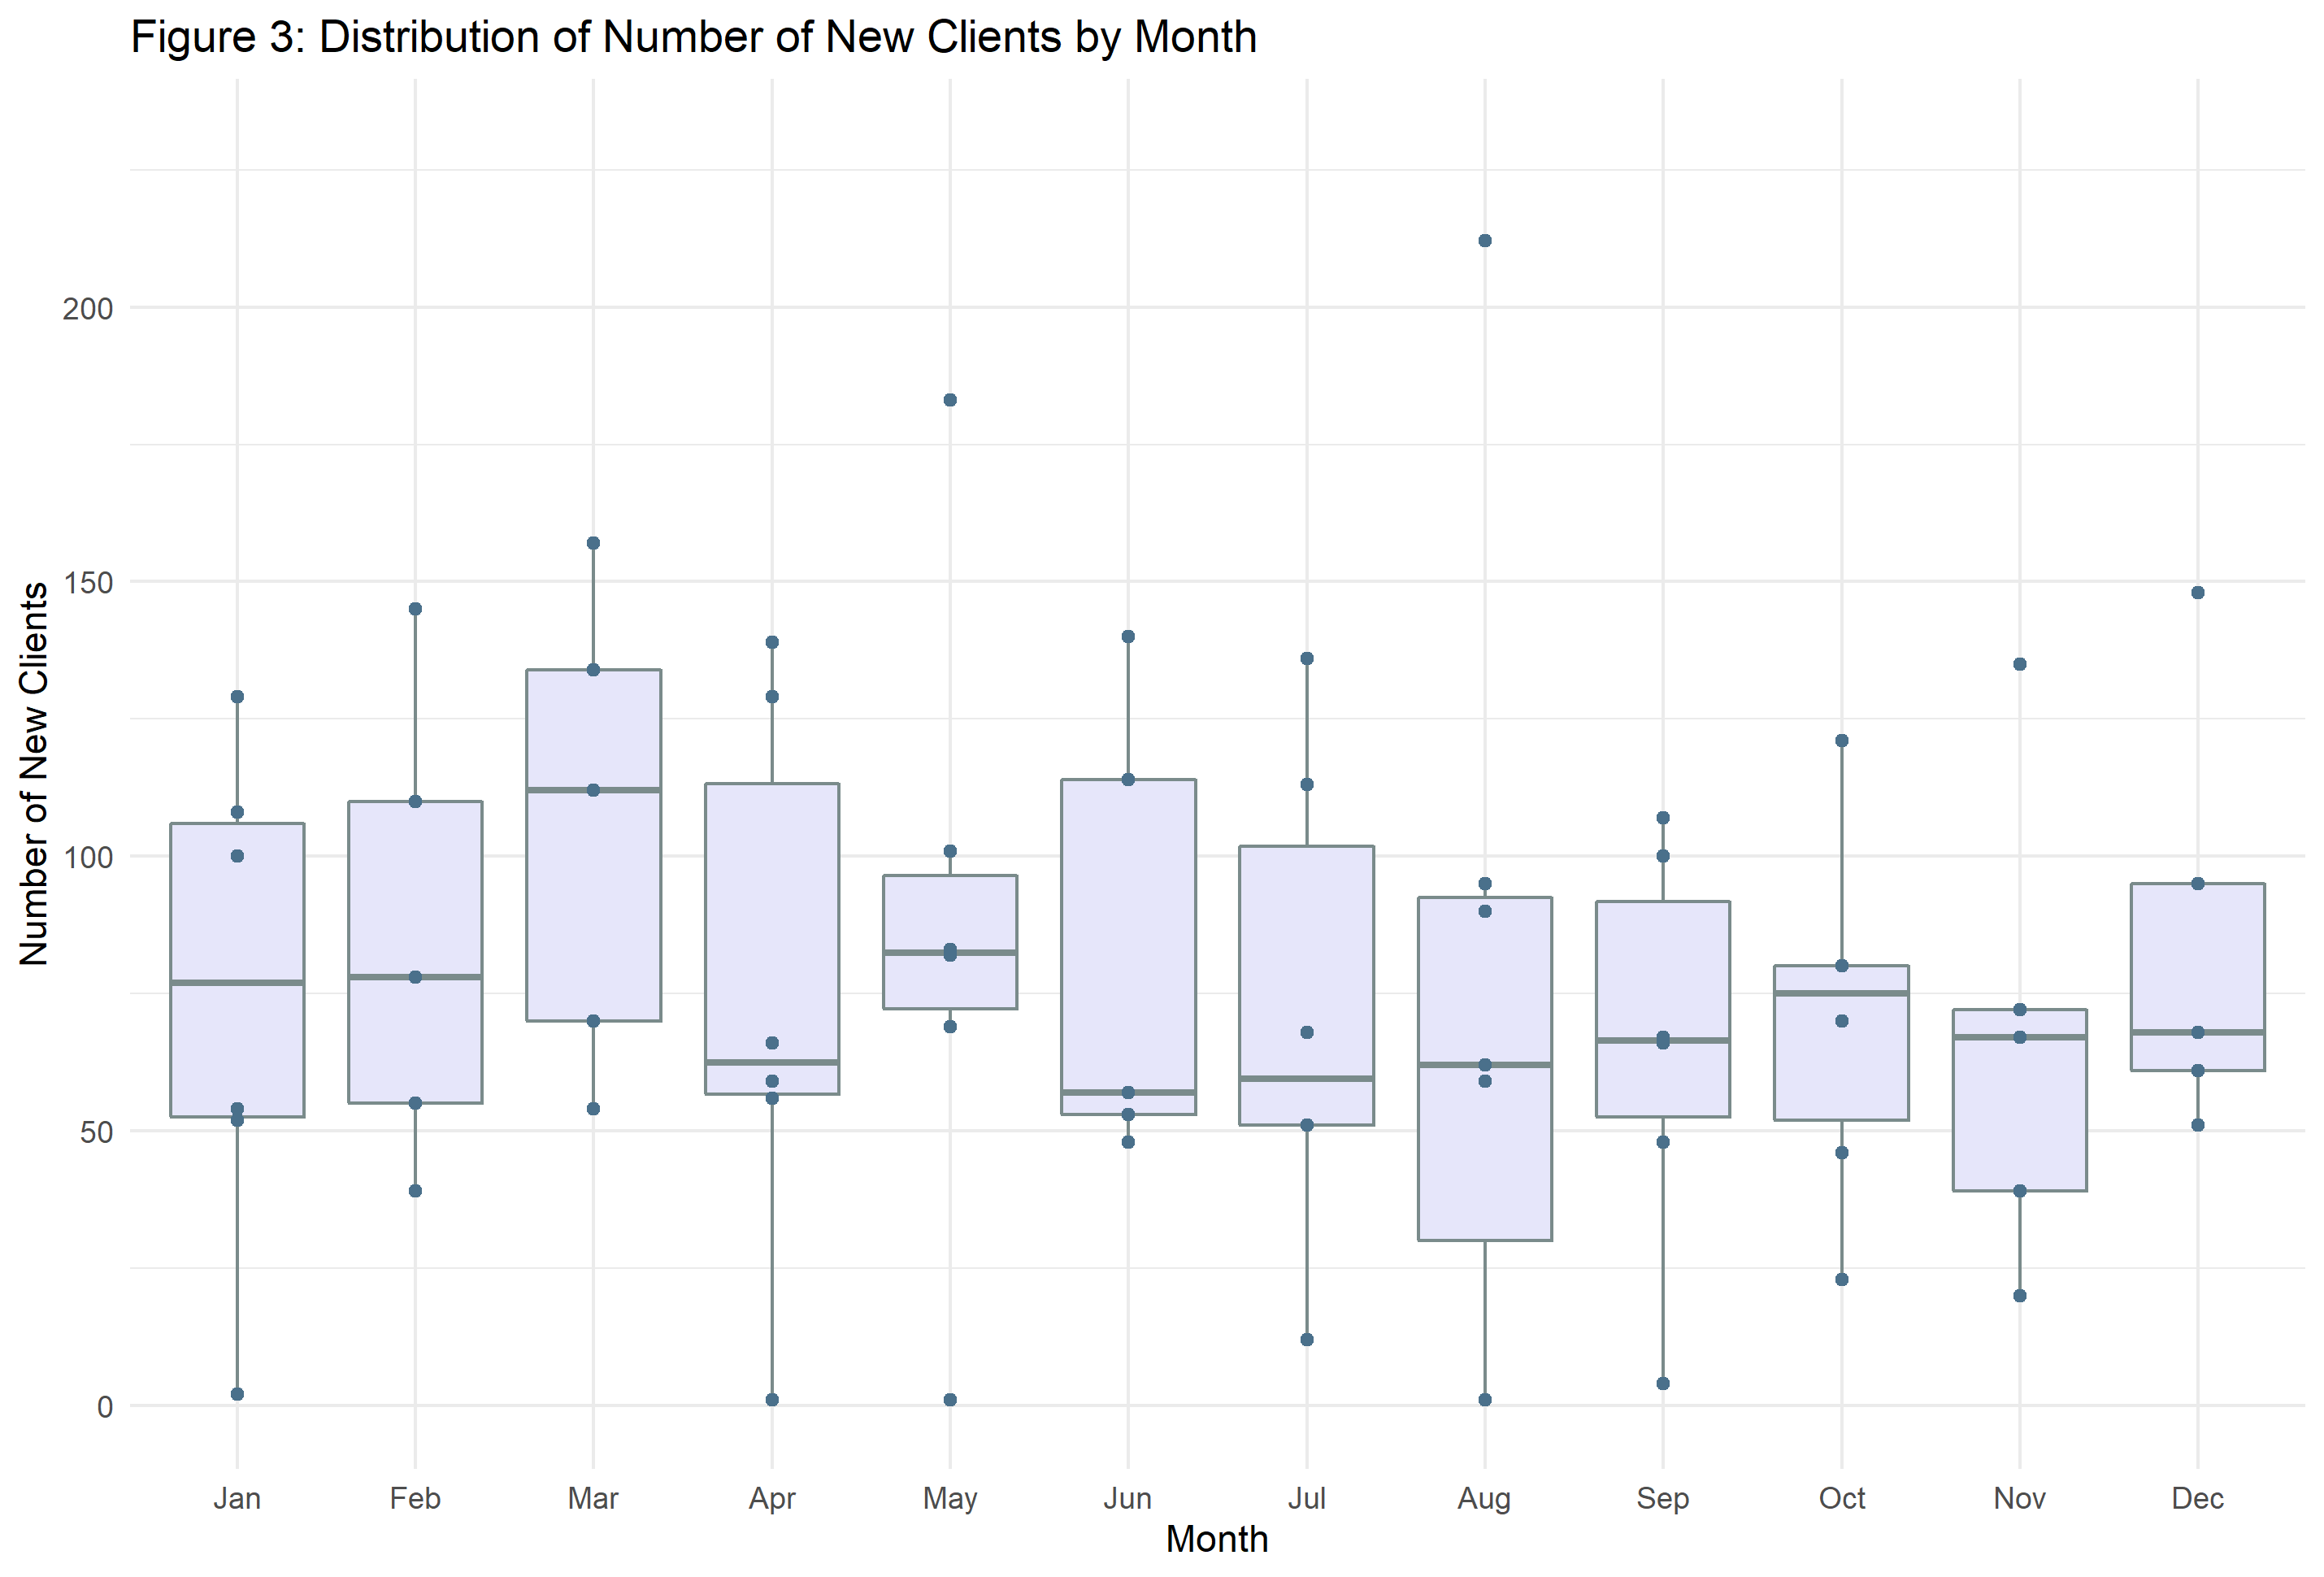 Figure 3: Distribution of Number of New Clients by Month
Number of New Clients
200
150
100
50
0
Jan Feb Mar Apr May Jun Jul Aug Sep Oct Nov Dec
Month